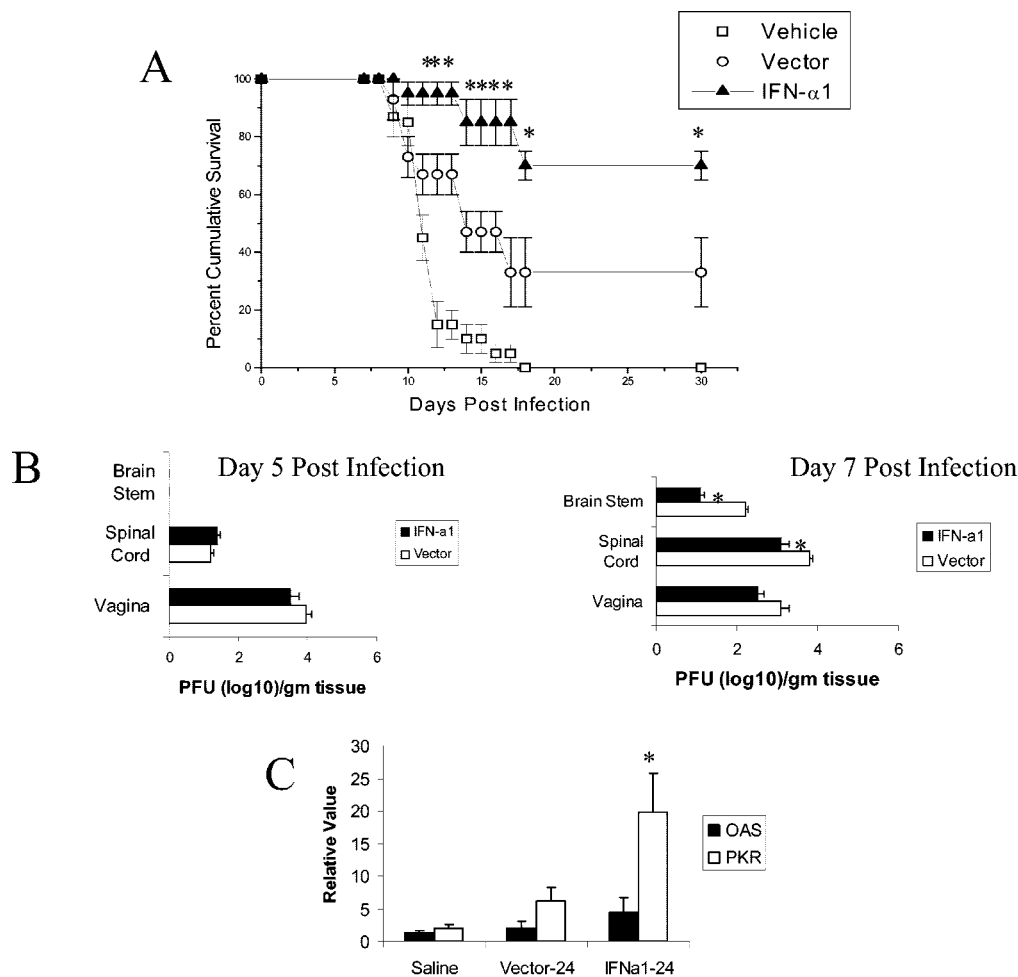 A
Vehicle
Vector
IFN-α1
Percent Cumulative Survival
100
80
60
40
20
0
***
****
*
*
0
5
10
15
20
25
30
Days Post Infection
B
Day 5 Post Infection
Brain
Stem
Spinal
Cord
Vagina
IFN-a1
Vector
0
2
4
6
PFU (log10)/gm tissue
Day 7 Post Infection
Brain Stem
*
Spinal
Cord
*
Vagina
IFN-a1
Vector
0
2
4
6
PFU (log10)/gm tissue
C
Relative Value
30
25
20
15
10
5
0
*
OAS
PKR
Saline
Vector-24
IFNa1-24